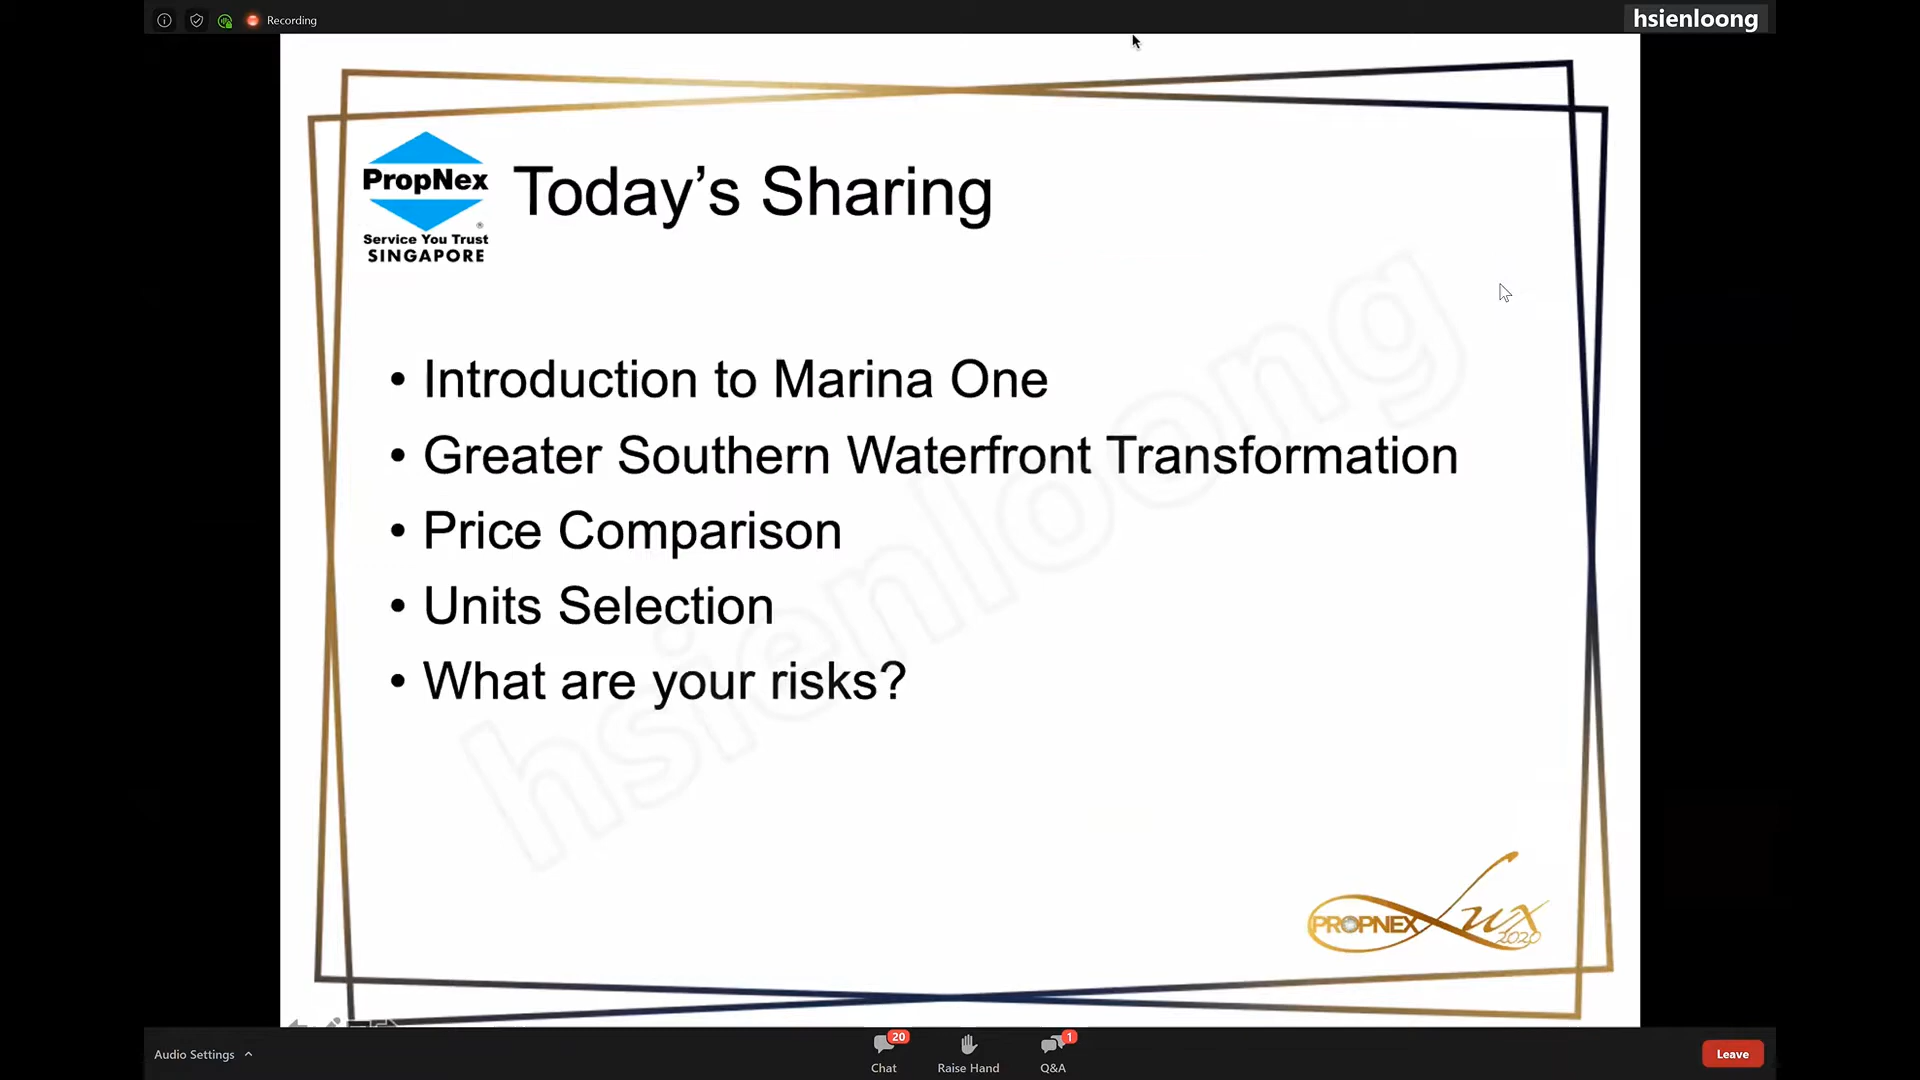 Recording
hsienloong
PropNex
®
Service You Trust
SINGAPORE
Today’s Sharing
• Introduction to Marina One
• Greater Southern Waterfront Transformation
• Price Comparison
• Units Selection
• What are your risks?
hsienloong
PROPNEX Lux
2020
Audio Settings
20
Chat
Raise Hand
1
Q&A
Leave